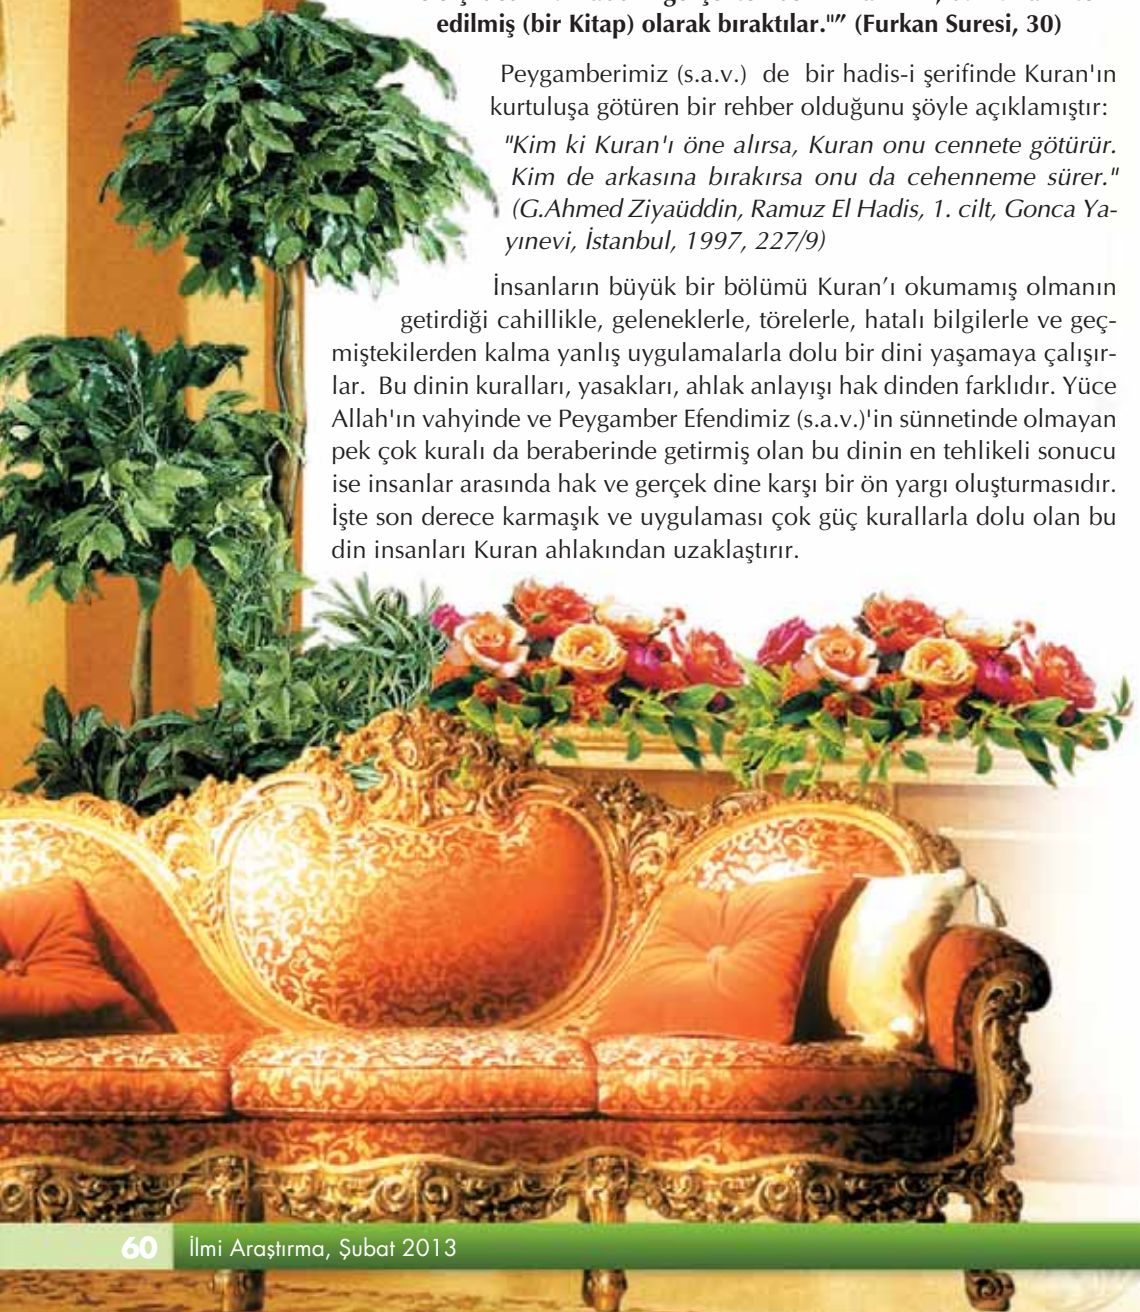 edilmiş (bir Kitap) olarak bıraktılar."” (Furkan Suresi, 30)
Peygamberimiz (s.a.v.) de bir hadis-i şerifinde Kuran'ın
kurtuluşa götüren bir rehber olduğunu şöyle açıklamıştır:
"Kim ki Kuran'ı öne alırsa, Kuran onu cennete götürür.
Kim de arkasına bırakırsa onu da cehenneme sürer."
(G.Ahmed Ziyaüddin, Ramuz El Hadis, 1. cilt, Gonca Ya-
yınevi, İstanbul, 1997, 227/9)
İnsanların büyük bir bölümü Kuran’ı okumamış olmanın
getirdiği cahillikle, geleneklerle, törelerle, hatalı bilgilerle ve geç-
miştekilerden kalma yanlış uygulamalarla dolu bir dini yaşamaya çalışır-
lar. Bu dinin kuralları, yasakları, ahlak anlayışı hak dinden farklıdır. Yüce
Allah'ın vahyinde ve Peygamber Efendimiz (s.a.v.)'in sünnetinde olmayan
pek çok kuralı da beraberinde getirmiş olan bu dinin en tehlikeli sonucu
ise insanlar arasında hak ve gerçek dine karşı bir ön yargı oluşturmasıdır.
İşte son derece karmaşık ve uygulaması çok güç kurallarla dolu olan bu
din insanları Kuran ahlakından uzaklaştırır.
60 İlmi Araştırma, Şubat 2013